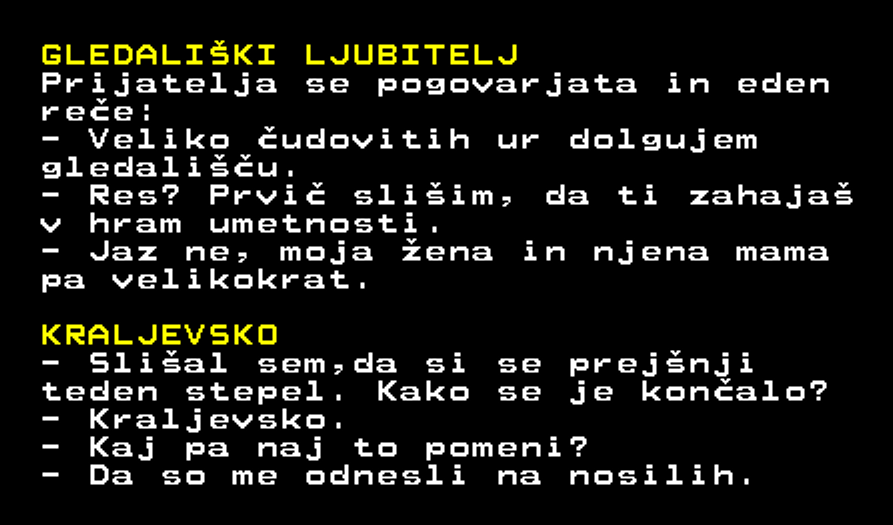 GLEDALIŠKI LJUBITELJ
Prijatelja se pogovarjata in eden
reče:
- Veliko čudovitih ur dolgujem
gledališču.
- Res? Prvič slišim, da ti zahajaš
v hram umetnosti.
- Jaz ne, moja žena in njena mama
pa velikokrat.
KRALJEVSKO
- Slišal sem,da si se prejšnji
teden stepel. Kako se je končalo?
- Kraljevsko.
- Kaj pa naj to pomeni?
- Da so me odnesli na nosilih.